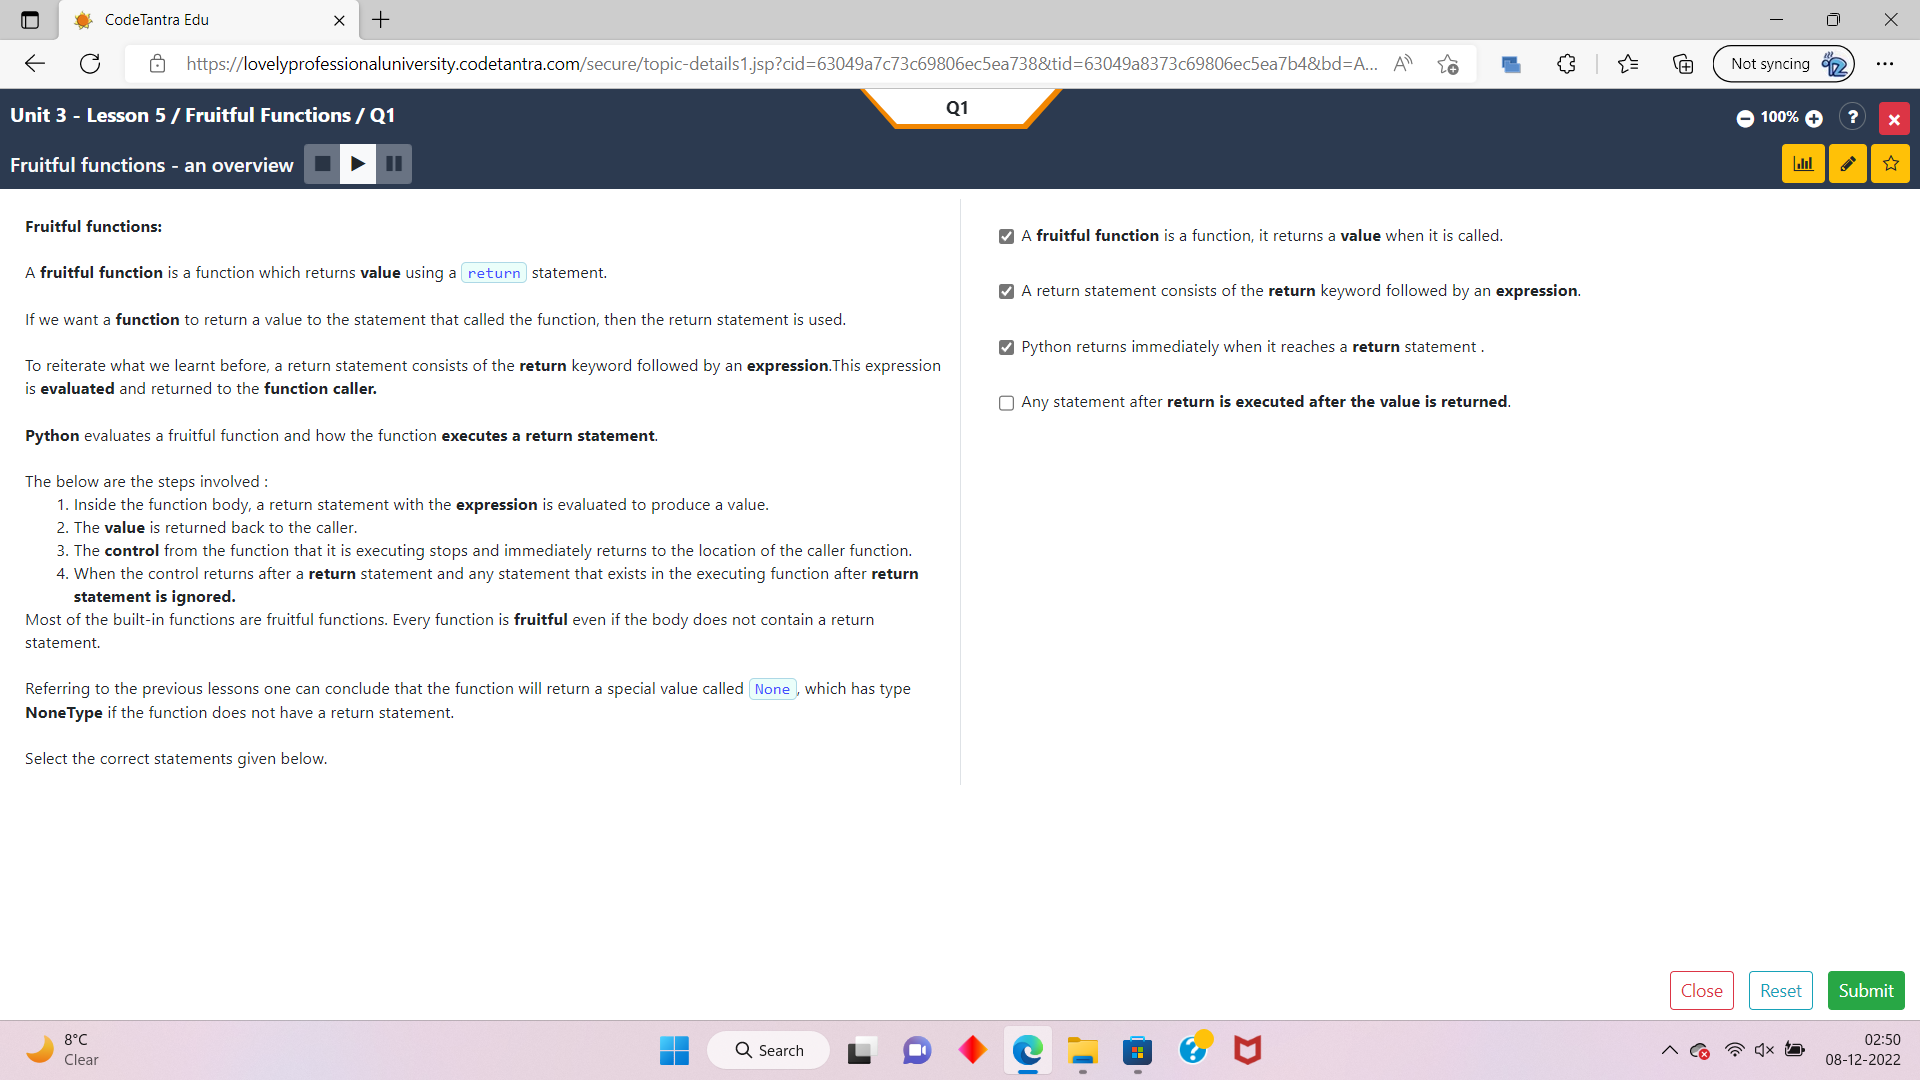 CodeTantra Edu
https://lovelyprofessionaluniversity.codetantra.com/secure/topic-details1.jsp?cid=63049a7c73c69806ec5ea738&tid=63049a8373c69806ec5ea7b4&bd=A...
Not syncing
Unit 3 - Lesson 5 / Fruitful Functions / Q1
Q1
100%
?
Fruitful functions - an overview
Fruitful functions:
A fruitful function is a function which returns value using a return statement.
If we want a function to return a value to the statement that called the function, then the return statement is used.
To reiterate what we learnt before, a return statement consists of the return keyword followed by an expression.This expression
is evaluated and returned to the function caller.
Python evaluates a fruitful function and how the function executes a return statement.
The below are the steps involved :
1. Inside the function body, a return statement with the expression is evaluated to produce a value.
2. The value is returned back to the caller.
3. The control from the function that it is executing stops and immediately returns to the location of the caller function.
4. When the control returns after a return statement and any statement that exists in the executing function after return
statement is ignored.
Most of the built-in functions are fruitful functions. Every function is fruitful even if the body does not contain a return
statement.
Referring to the previous lessons one can conclude that the function will return a special value called None, which has type
NoneType if the function does not have a return statement.
Select the correct statements given below.
A fruitful function is a function, it returns a value when it is called.
A return statement consists of the return keyword followed by an expression.
Python returns immediately when it reaches a return statement .
Any statement after return is executed after the value is returned.
Close
Reset
Submit
8°C
Clear
Search
02:50
08-12-2022